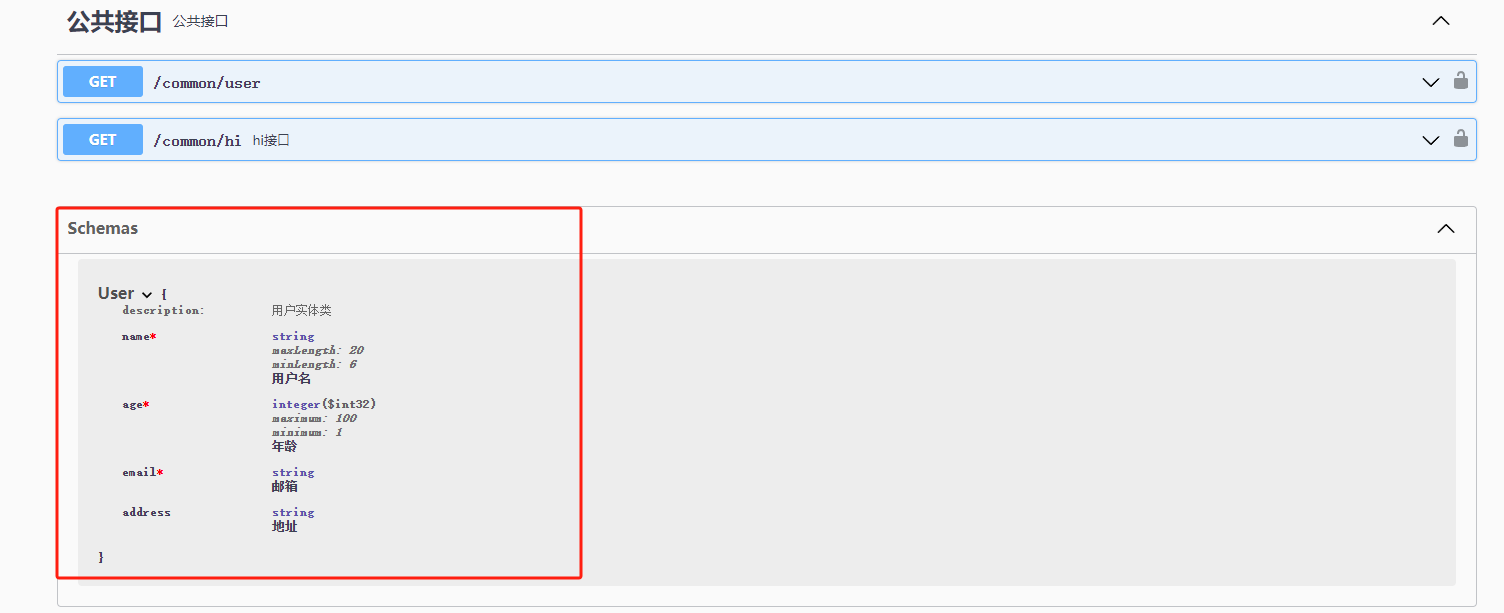 公共接口 公共接口
GET /common/user
GET /common/hi hi接口
Schemas
User {
description: 用户实体类
name* string
maxLength: 20
minLength: 6
用户名
age* integer($int32)
maximum: 100
minimum: 1
年龄
email* string
邮箱
address string
地址
}